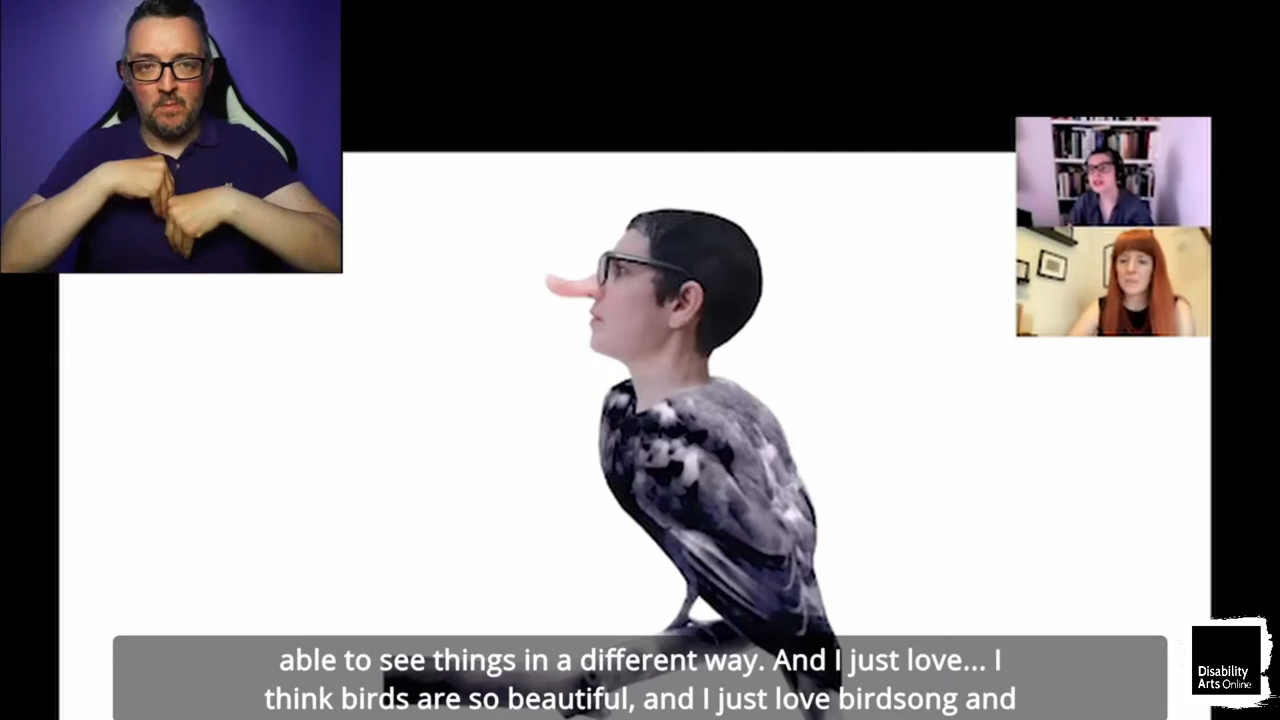 able to see things in a different way. And I just love... I
think birds are so beautiful, and I just love birdsong and
Disability
Arts Online